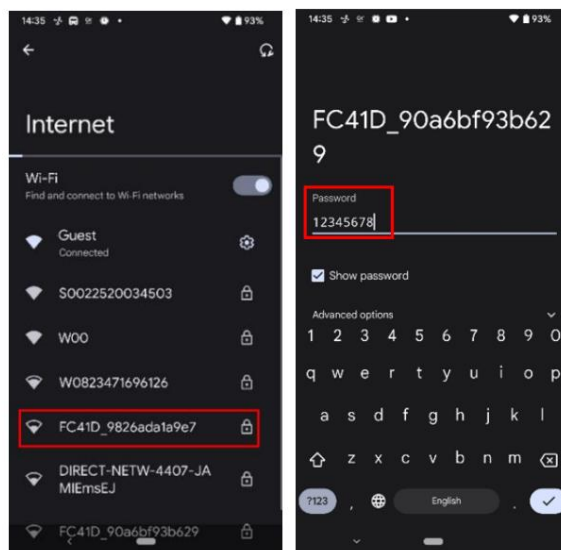 14:35
93%
Internet
Wi-Fi
Find and connect to Wi-Fi networks
Guest
Connected
S0022520034503
W00
W0823471696126
FC41D_9826ada1a9e7
DIRECT-NETW-4407-JA
MIEmsEJ
FC41D_90a6bf93b629
14:35
93%
FC41D_90a6bf93b62
9
Password
12345678
Show password
Advanced options
1 2 3 4 5 6 7 8 9 0
q w e r t y u i o p
a s d f g h j k l
z x c v b n m
?123 , English .